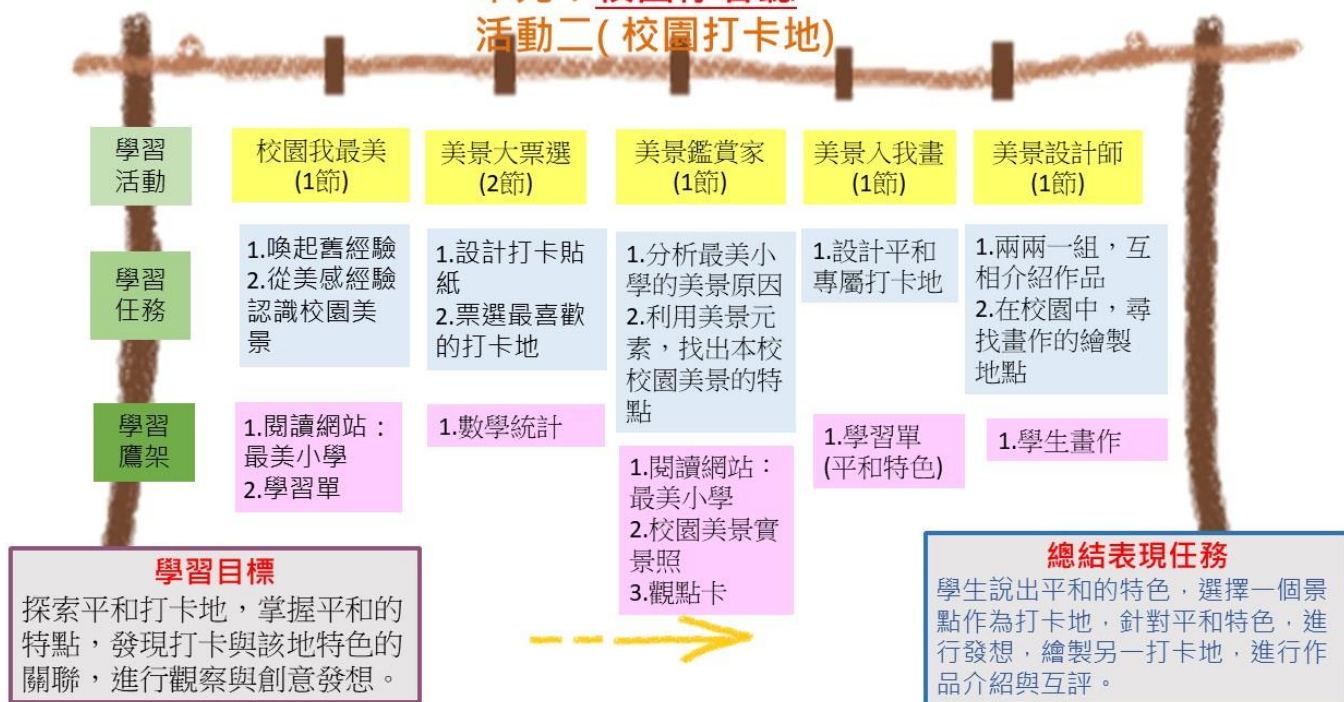 活動二(校園打卡地)
學習
活動
校園我最美
(1節)
美景大票選
(2節)
美景鑑賞家
(1節)
美景入我畫
(1節)
美景設計師
(1節)
學習
任務
1.喚起舊經驗
2.從美感經驗
認識校園美
景
1.設計打卡貼
紙
2.票選最喜歡
的打卡地
1.分析最美小
學的美景原因
2.利用美景元
素，找出本校
校園美景的特
點
1.設計平和
專屬打卡地
1.兩兩一組，互
相介紹作品
2.在校園中，尋
找畫作的繪製
地點
學習
鷹架
1.閱讀網站：
最美小學
2.學習單
1.數學統計
1.閱讀網站：
最美小學
2.校園美景實
景照
3.觀點卡
1.學習單
(平和特色)
1.學生畫作
學習目標
探索平和打卡地，掌握平和的
特點，發現打卡與該地特色的
關聯，進行觀察與創意發想。
總結表現任務
學生說出平和的特色，選擇一個景
點作為打卡地，針對平和特色，進
行發想，繪製另一打卡地，進行作
品介紹與互評。